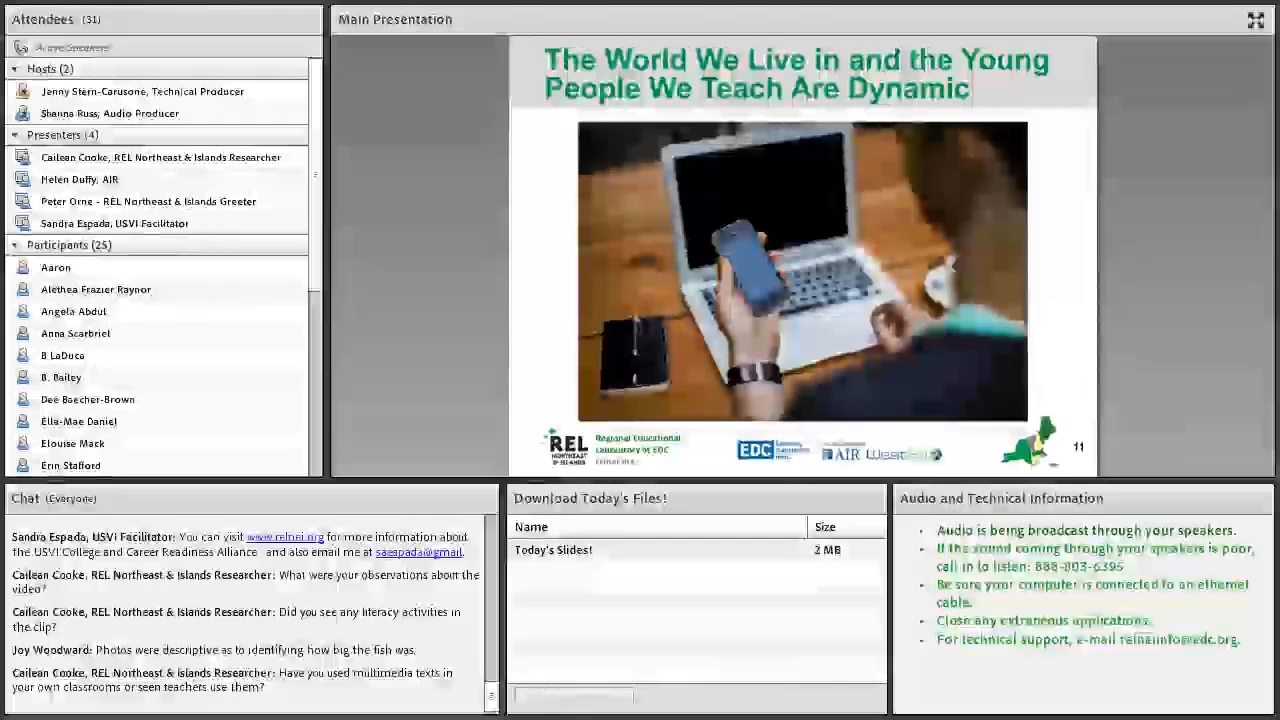 Attendees (31)
Active Speakers
Hosts (2)
Jenny Stern-Carusone, Technical Producer
Shanna Russ, Audio Producer
Presenters (4)
Cailean Cooke, REL Northeast & Islands Researcher
Helen Duffy, AIR
Peter Orne - REL Northeast & Islands Greeter
Sandra Espada, USVI Facilitator
Participants (25)
Aaron
Alethea Frazier Raynor
Angela Abdul
Anna Scarbriel
B LaDuca
B. Bailey
Dee Baecher-Brown
Ella-Mae Daniel
Elouise Mack
Erin Stafford
Main Presentation
The World We Live in and the Young
People We Teach Are Dynamic
REL
NORTHEAST
& ISLANDS
Regional Educational
Laboratory at EDC
EDC
AIR
WestEd
11
Chat (Everyone)
Sandra Espada, USVI Facilitator: You can visit www.relnei.org for more information about
the USVI College and Career Readiness Alliance and also email me at saespada@gmail.
Cailean Cooke, REL Northeast & Islands Researcher: What were your observations about the
video?
Cailean Cooke, REL Northeast & Islands Researcher: Did you see any literacy activities in
the clip?
Joy Woodward: Photos were descriptive as to identifying how big the fish was.
Cailean Cooke, REL Northeast & Islands Researcher: Have you used multimedia texts in
your own classrooms or seen teachers use them?
Download Today's Files!
Name Size
Today's Slides! 2 MB
Audio and Technical Information
• Audio is being broadcast through your speakers.
• If the sound coming through your speakers is poor,
call in to listen: 888-803-6395
• Be sure your computer is connected to an ethernet
cable.
• Close any extraneous applications.
• For technical support, e-mail relneiinfo@edc.org.